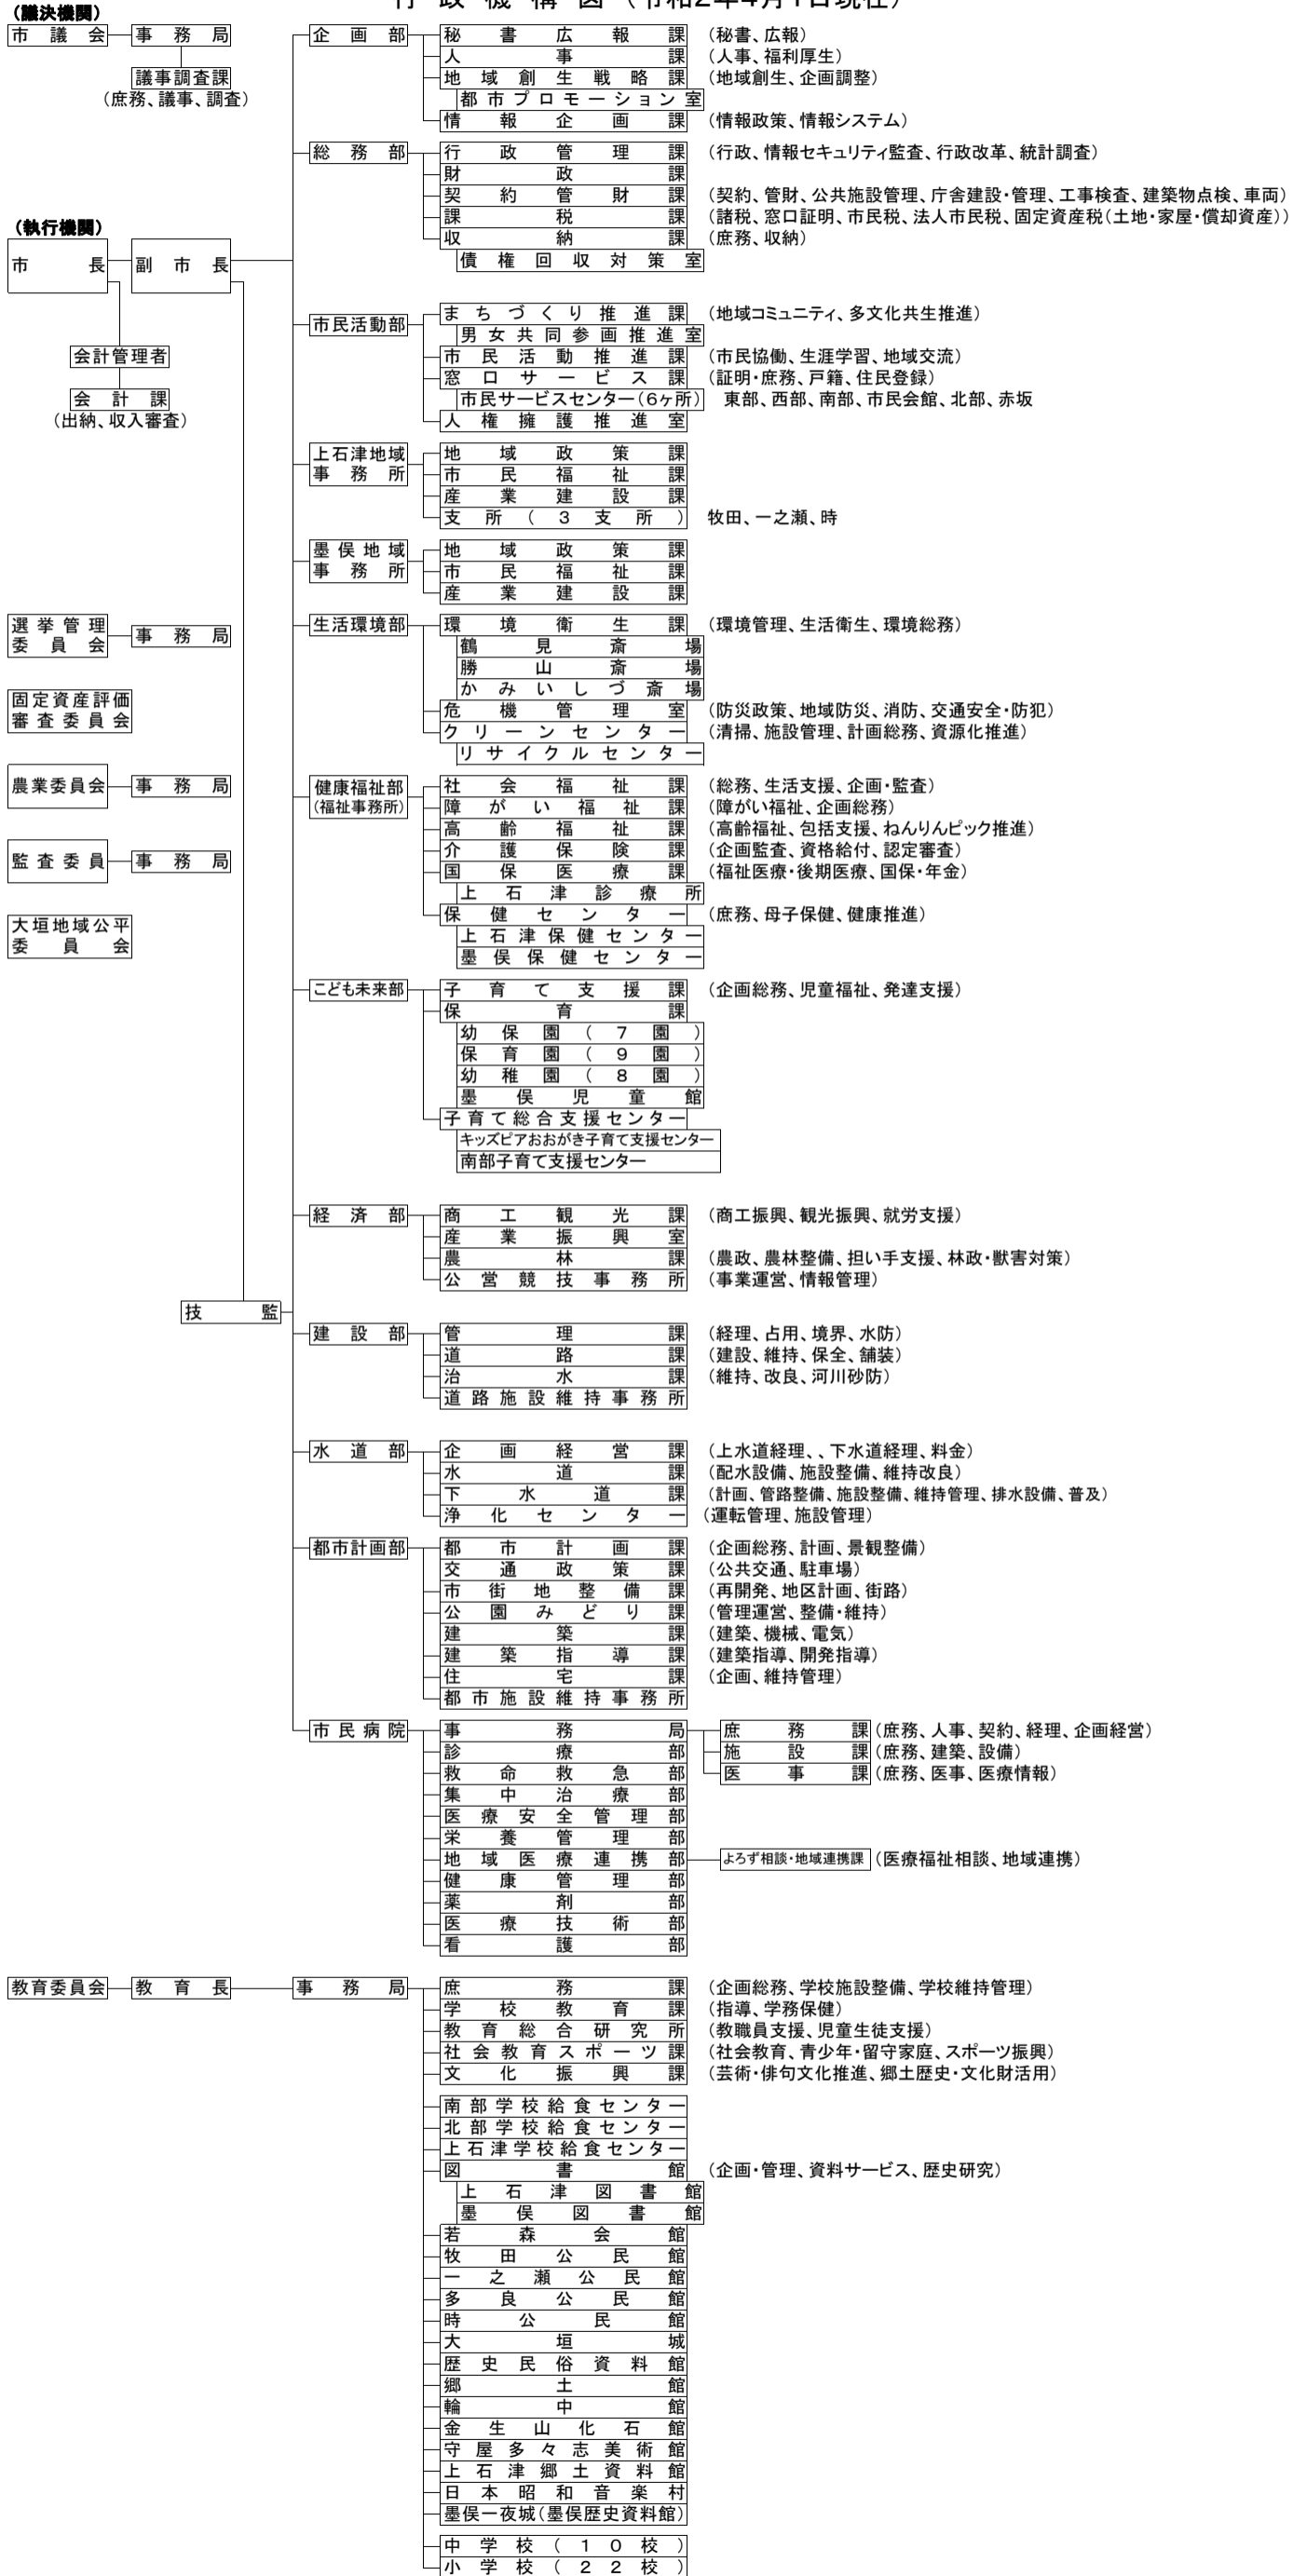 行政機構図（令和2年4月1日現在）
（議決機関）
市議会 事務局
議事調査課
（庶務、議事、調査）
（執行機関）
市長 副市長
会計管理者
会計課
（出納、収入審査）
選挙管理委員会 事務局
固定資産評価審査委員会
農業委員会 事務局
監査委員 事務局
大垣地域公平委員会
技監
企画部
秘書広報課 （秘書、広報）
人事課 （人事、福利厚生）
地域創生戦略課 （地域創生、企画調整）
都市プロモーション室
情報企画課 （情報政策、情報システム）
総務部
行政管理課 （行政、情報セキュリティ監査、行政改革、統計調査）
財政課
契約管財課 （契約、管財、公共施設管理、庁舎建設・管理、工事検査、建築物点検、車両）
課税課 （諸税、窓口証明、市民税、法人市民税、固定資産税（土地・家屋・償却資産））
収納課 （庶務、収納）
債権回収対策室
市民活動部
まちづくり推進課 （地域コミュニティ、多文化共生推進）
男女共同参画推進室
市民活動推進課 （市民協働、生涯学習、地域交流）
窓口サービス課 （証明・庶務、戸籍、住民登録）
市民サービスセンター（6ヶ所） 東部、西部、南部、市民会館、北部、赤坂
人権擁護推進室
上石津地域事務所
地域政策課
市民福祉課
産業建設課
支所（3支所） 牧田、一之瀬、時
墨俣地域事務所
地域政策課
市民福祉課
産業建設課
生活環境部
環境衛生課 （環境管理、生活衛生、環境総務）
鶴見斎場
勝山斎場
かみいしづ斎場
危機管理室 （防災政策、地域防災、消防、交通安全・防犯）
クリーンセンター （清掃、施設管理、計画総務、資源化推進）
リサイクルセンター
健康福祉部
（福祉事務所）
社会福祉課 （総務、生活支援、企画・監査）
障がい福祉課 （障がい福祉、企画総務）
高齢福祉課 （高齢福祉、包括支援、ねんりんピック推進）
介護保険課 （企画監査、資格給付、認定審査）
国保医療課 （福祉医療・後期医療、国保・年金）
上石津診療所
保健センター （庶務、母子保健、健康推進）
上石津保健センター
墨俣保健センター
こども未来部
子育て支援課 （企画総務、児童福祉、発達支援）
保育課
幼保園（7園）
保育園（9園）
幼稚園（8園）
墨俣児童館
子育て総合支援センター
キッズピアおおがき子育て支援センター
南部子育て支援センター
経済部
商工観光課 （商工振興、観光振興、就労支援）
産業振興室
農林課 （農政、農林整備、担い手支援、林政・獣害対策）
公営競技事務所 （事業運営、情報管理）
建設部
管理課 （経理、占用、境界、水防）
道路課 （建設、維持、保全、舗装）
治水課 （維持、改良、河川砂防）
道路施設維持事務所
水道部
企画経営課 （上水道経理、、下水道経理、料金）
水道課 （配水設備、施設整備、維持改良）
下水道課 （計画、管路整備、施設整備、維持管理、排水設備、普及）
浄化センター （運転管理、施設管理）
都市計画部
都市計画課 （企画総務、計画、景観整備）
交通政策課 （公共交通、駐車場）
市街地整備課 （再開発、地区計画、街路）
公園みどり課 （管理運営、整備・維持）
建築課 （建築、機械、電気）
建築指導課 （建築指導、開発指導）
住宅課 （企画、維持管理）
都市施設維持事務所
市民病院
事務局 庶務課 （庶務、人事、契約、経理、企画経営）
診療部 施設課 （庶務、建築、設備）
救命救急部 医事課 （庶務、医事、医療情報）
集中治療部
医療安全管理部
栄養管理部
地域医療連携部 よろず相談・地域連携課 （医療福祉相談、地域連携）
健康管理部
薬剤部
医療技術部
看護部
教育委員会 教育長 事務局
庶務課 （企画総務、学校施設整備、学校維持管理）
学校教育課 （指導、学務保健）
教育総合研究所 （教職員支援、児童生徒支援）
社会教育スポーツ課 （社会教育、青少年・留守家庭、スポーツ振興）
文化振興課 （芸術・俳句文化推進、郷土歴史・文化財活用）
南部学校給食センター
北部学校給食センター
上石津学校給食センター
図書館 （企画・管理、資料サービス、歴史研究）
上石津図書館
墨俣図書館
若森会館
牧田公民館
一之瀬公民館
多良公民館
時公民館
大垣城
歴史民俗資料館
郷土館
輪中館
金生山化石館
守屋多々志美術館
上石津郷土資料館
日本昭和音楽村
墨俣一夜城（墨俣歴史資料館）
中学校（10校）
小学校（22校）